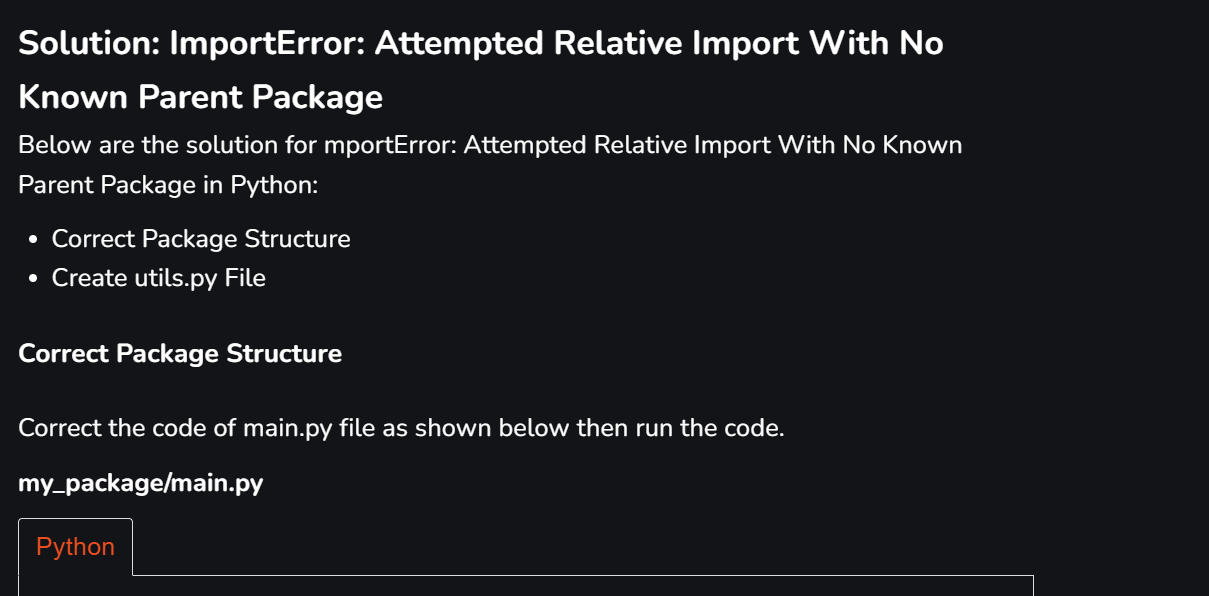 Solution: ImportError: Attempted Relative Import With No
Known Parent Package
Below are the solution for mportError: Attempted Relative Import With No Known
Parent Package in Python:
• Correct Package Structure
• Create utils.py File
Correct Package Structure
Correct the code of main.py file as shown below then run the code.
my_package/main.py
Python